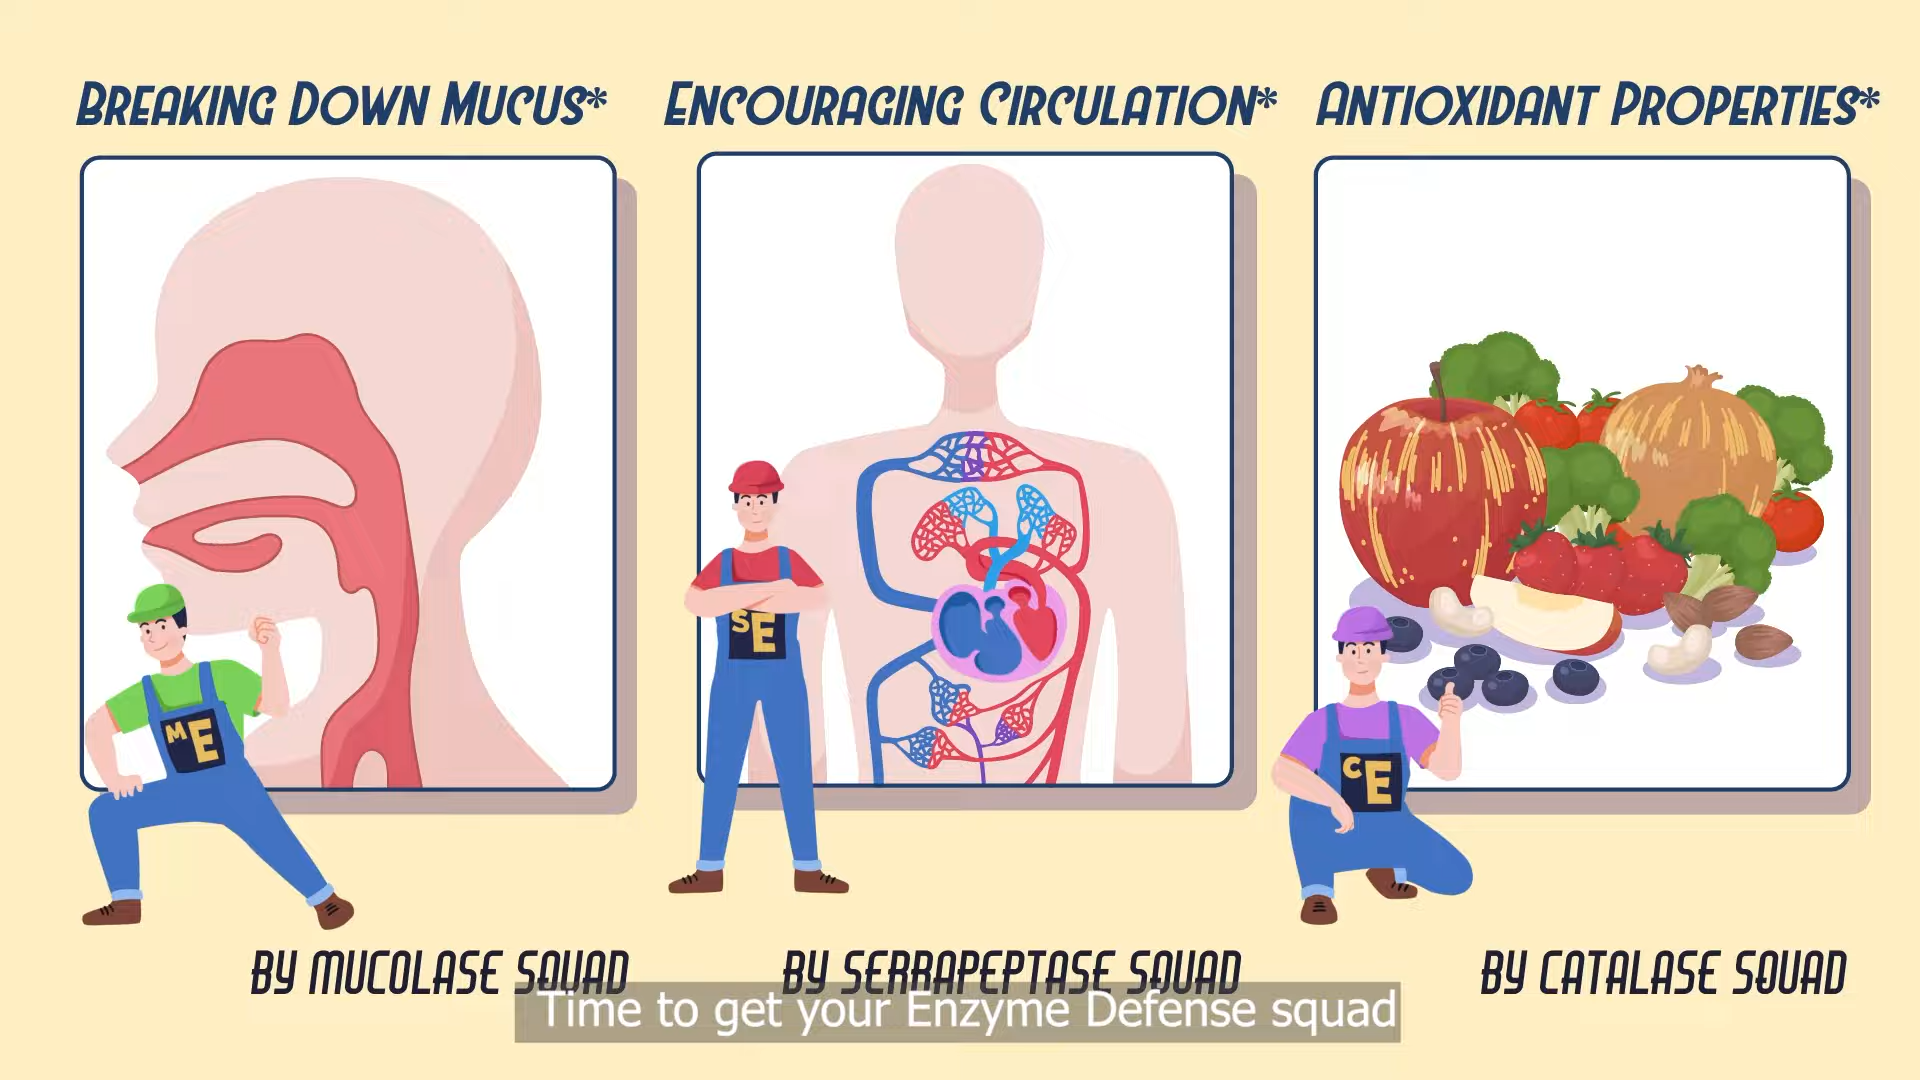 BREAKING DOWN MUCUS*
ENCOURAGING CIRCULATION*
ANTIOXIDANT PROPERTIES*
ME
SE
CE
BY MUCOLASE SQUAD
BY SERRAPEPTASE SQUAD
BY CATALASE SQUAD
Time to get your Enzyme Defense squad